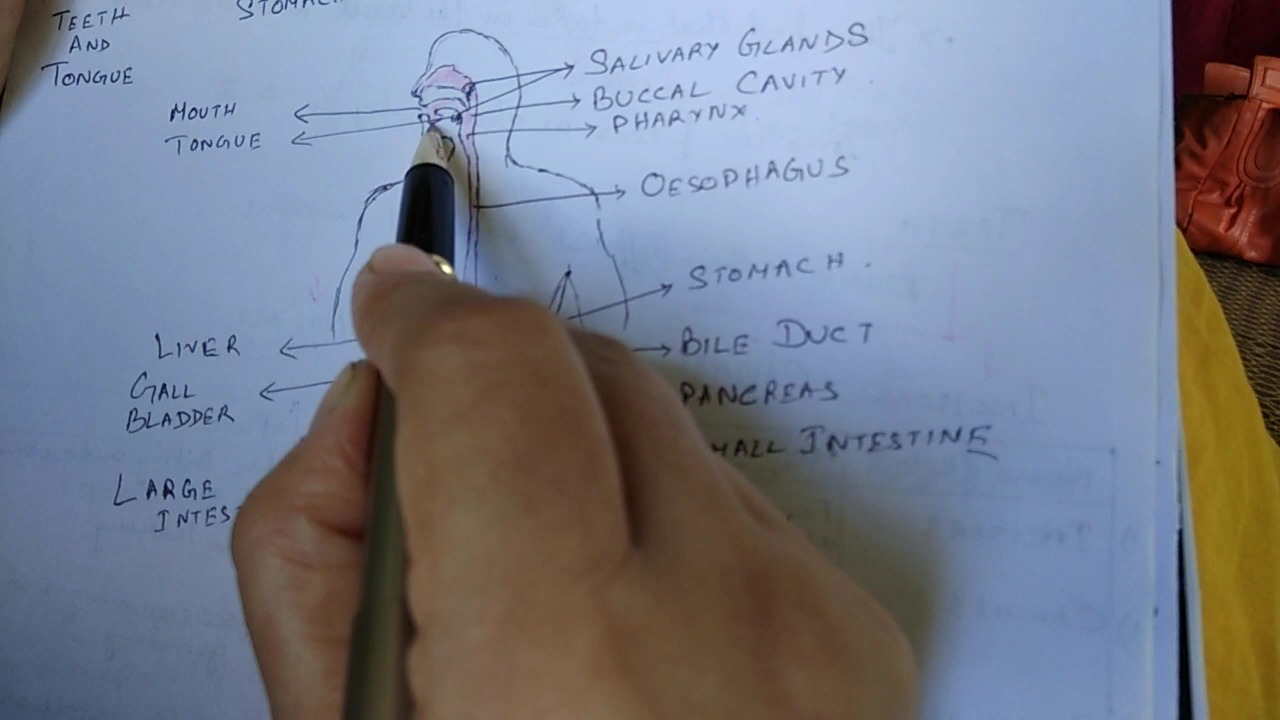 TEETH
AND
TONGUE
MOUTH
TONGUE
SALIVARY GLANDS
BUCCAL CAVITY
PHARYNX
OESOPHAGUS
STOMACH
BILE DUCT
PANCREAS
LIVER
GALL
BLADDER
LARGE